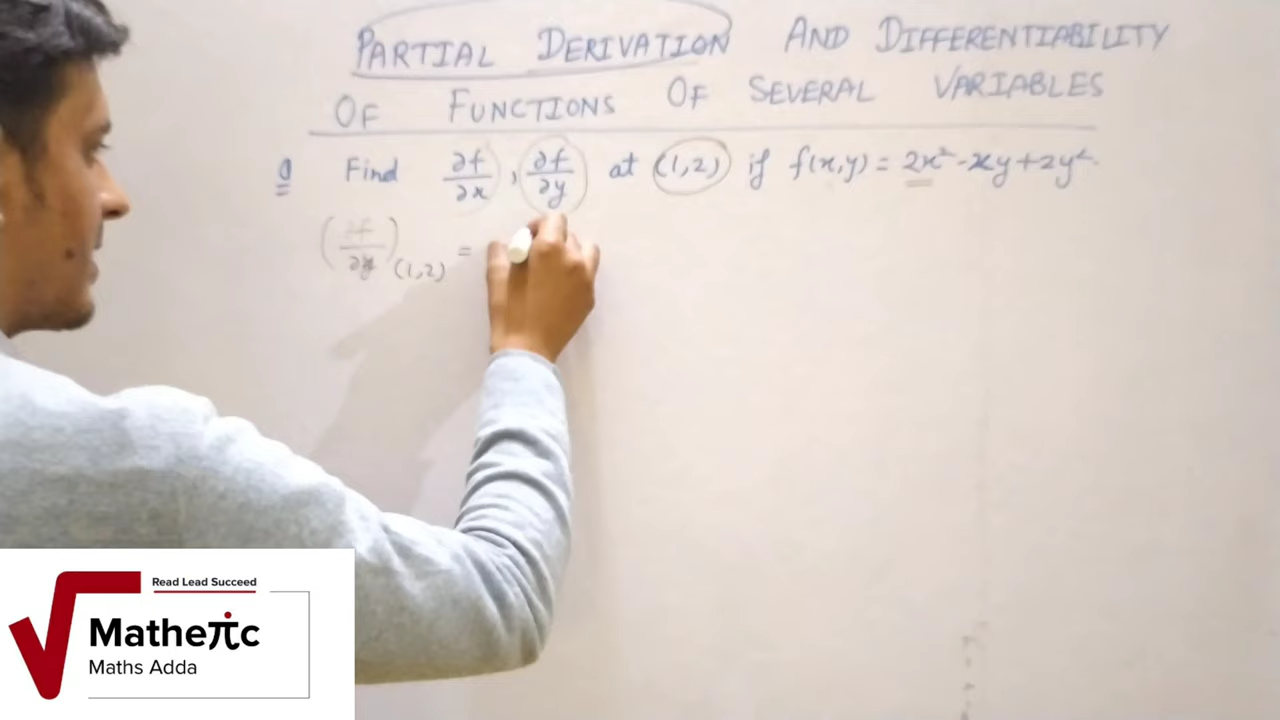 PARTIAL DERIVATION AND DIFFERENTIABILITY
OF FUNCTIONS OF SEVERAL VARIABLES
Q Find ∂f/∂x , ∂f/∂y at (1,2) if f(x,y) = 2x² - xy + 2y².
(∂f/∂x)(1,2) =
Read Lead Succeed
Matheπc
Maths Adda